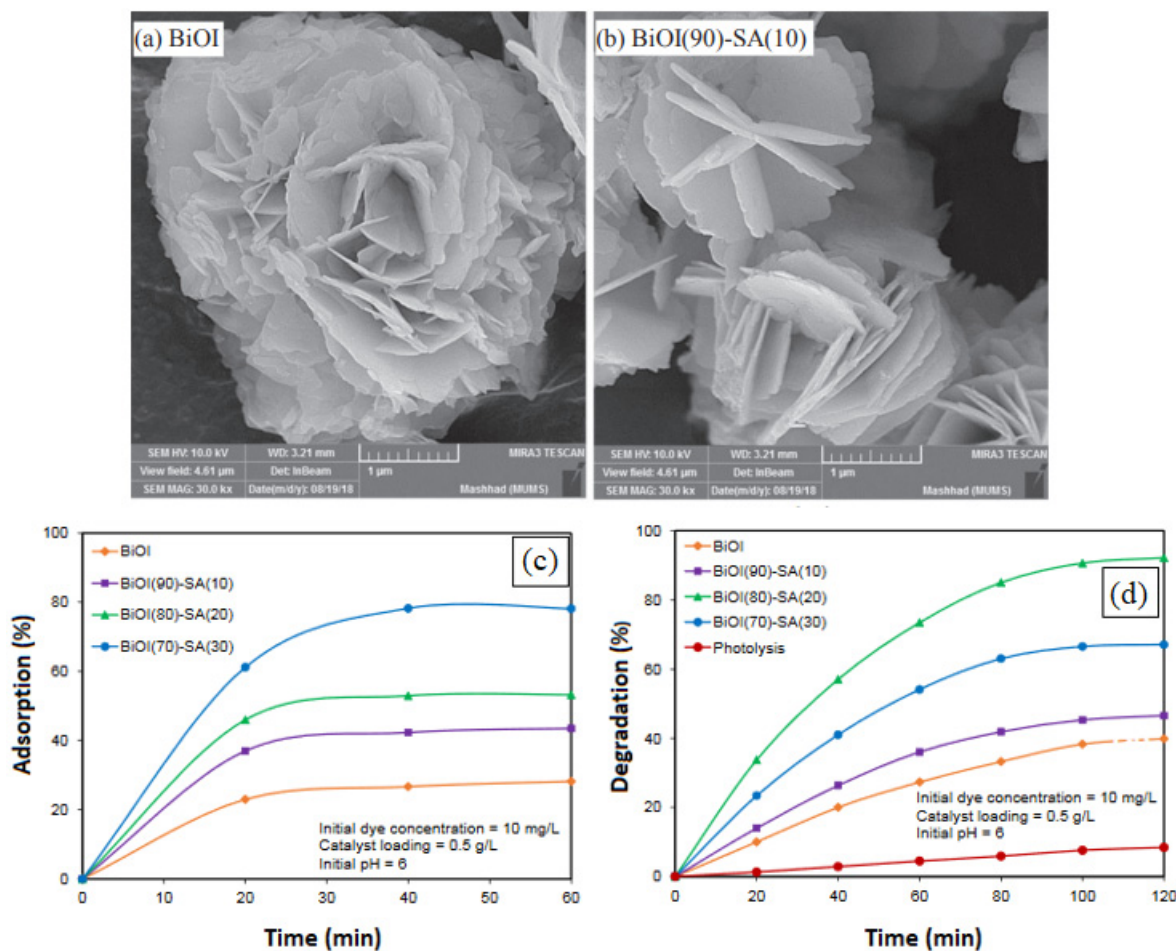 (a) BiOI
(b) BiOI(90)-SA(10)
SEM HV: 10.0 kV
WD: 3.21 mm
MIRA3 TESCAN
View field: 4.61 µm
Det: InBeam
1 µm
SEM MAG: 30.0 kx
Date(m/d/y): 08/19/18
Mashhad (MUMS)
SEM HV: 10.0 kV
WD: 3.21 mm
MIRA3 TESCAN
View field: 4.61 µm
Det: InBeam
1 µm
SEM MAG: 30.0 kx
Date(m/d/y): 08/19/18
Mashhad (MUMS)
100
80
60
40
20
0
Adsorption (%)
BiOI
BiOI(90)-SA(10)
BiOI(80)-SA(20)
BiOI(70)-SA(30)
(c)
Initial dye concentration = 10 mg/L
Catalyst loading = 0.5 g/L
Initial pH = 6
0 20 40 60
Time (min)
100
80
60
40
20
0
Degradation (%)
BiOI
BiOI(90)-SA(10)
BiOI(80)-SA(20)
BiOI(70)-SA(30)
Photolysis
(d)
Initial dye concentration = 10 mg/L
Catalyst loading = 0.5 g/L
Initial pH = 6
0 20 40 60 80 100 120
Time (min)